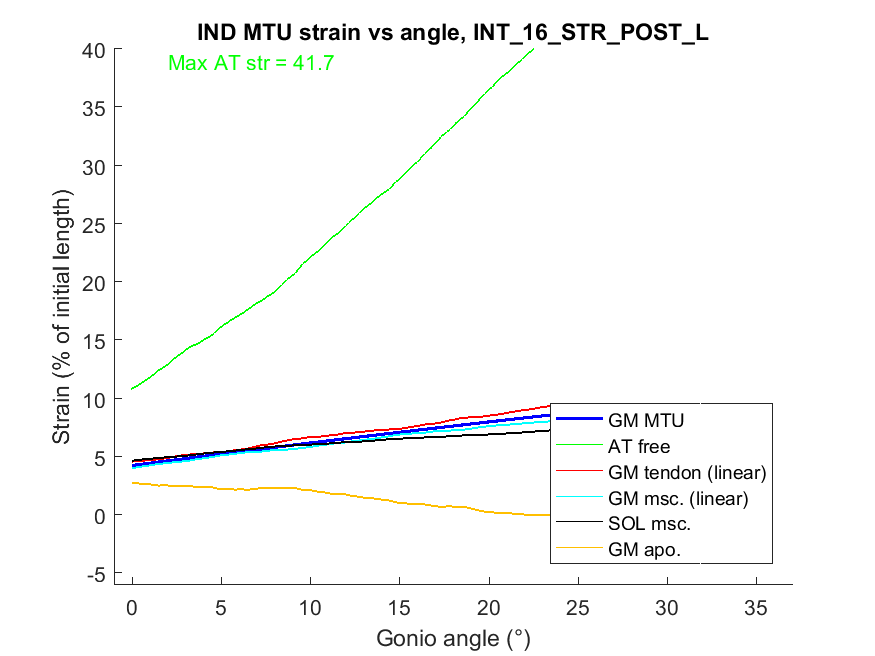 IND MTU strain vs angle, INT_16_STR_POST_L
Max AT str = 41.7
40
35
30
25
20
15
10
5
0
-5
Strain (% of initial length)
GM MTU
AT free
GM tendon (linear)
GM msc. (linear)
SOL msc.
GM apo.
0 5 10 15 20 25 30 35
Gonio angle (°)